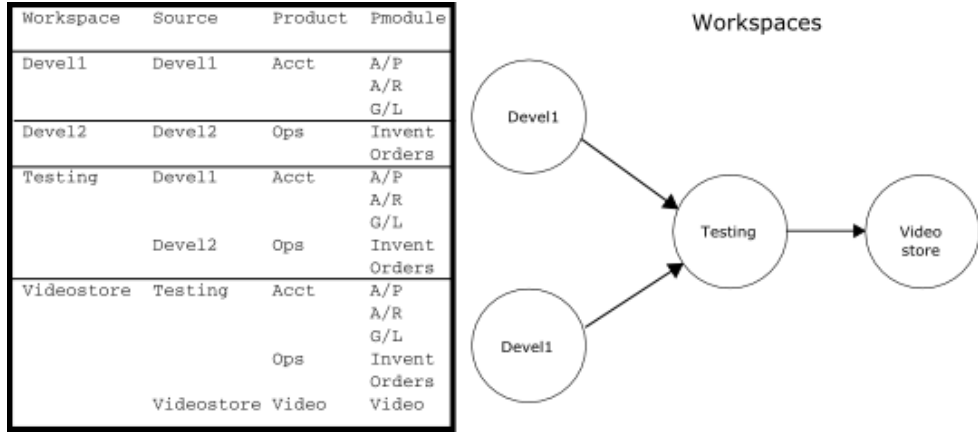 Workspace Source Product Pmodule
Devel1 Devel1 Acct A/P
A/R
G/L
Devel2 Devel2 Ops Invent
Orders
Testing Devel1 Acct A/P
A/R
G/L
Devel2 Ops Invent
Orders
Videostore Testing Acct A/P
A/R
G/L
Ops Invent
Orders
Videostore Video Video
Workspaces
Devel1
Testing
Video
store
Devel1